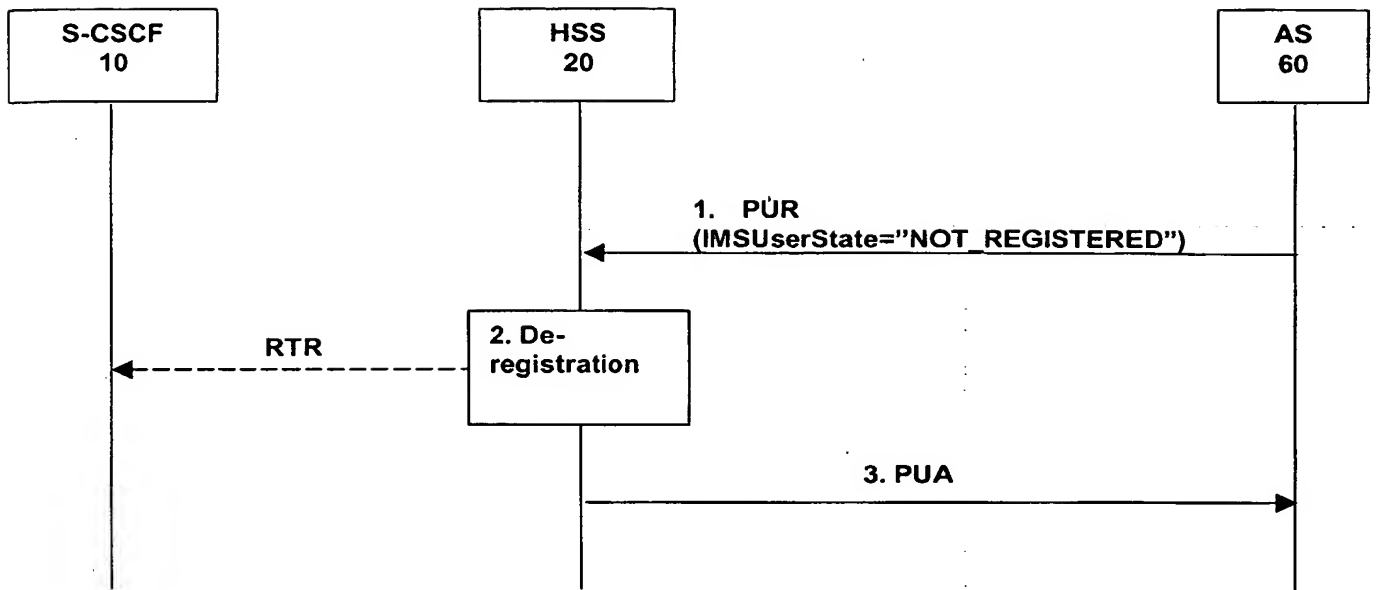 S-CSCF
10
HSS
20
AS
60
1. PUR
(IMSUserState="NOT_REGISTERED")
2. De-
registration
RTR
3. PUA